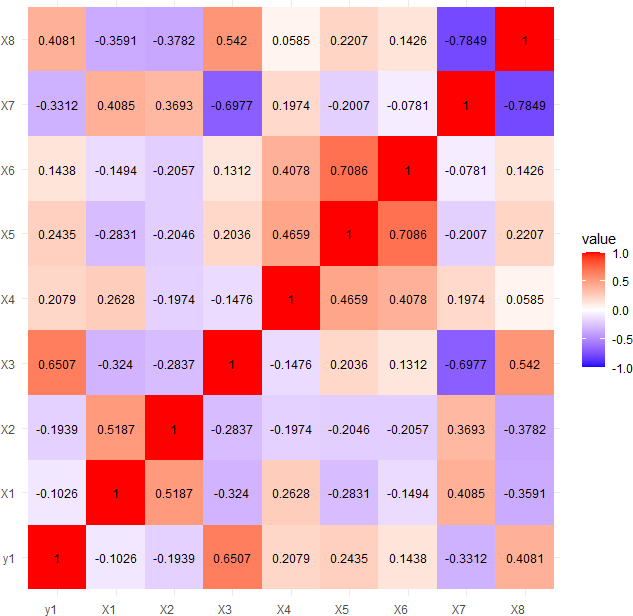 X8 0.4081 -0.3591 -0.3782 0.542 0.0585 0.2207 0.1426 -0.7849 1
X7 -0.3312 0.4085 0.3693 -0.6977 0.1974 -0.2007 -0.0781 1 -0.7849
X6 0.1438 -0.1494 -0.2057 0.1312 0.4078 0.7086 1 -0.0781 0.1426
X5 0.2435 -0.2831 -0.2046 0.2036 0.4659 1 0.7086 -0.2007 0.2207
X4 0.2079 0.2628 -0.1974 -0.1476 1 0.4659 0.4078 0.1974 0.0585
X3 0.6507 -0.324 -0.2837 1 -0.1476 0.2036 0.1312 -0.6977 0.542
X2 -0.1939 0.5187 1 -0.2837 -0.1974 -0.2046 -0.2057 0.3693 -0.3782
X1 -0.1026 1 0.5187 -0.324 0.2628 -0.2831 -0.1494 0.4085 -0.3591
y1 1 -0.1026 -0.1939 0.6507 0.2079 0.2435 0.1438 -0.3312 0.4081
y1 X1 X2 X3 X4 X5 X6 X7 X8
value
1.0
0.5
0.0
-0.5
-1.0